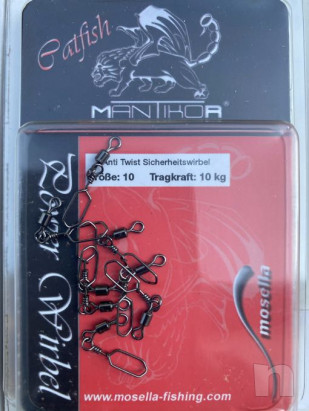 Catfish
MANTIKOR®
Anti Twist Sicherheitswirbel
Größe: 10 Tragkraft: 10 kg
Power Wirbel
mosella
www.mosella-fishing.com
n